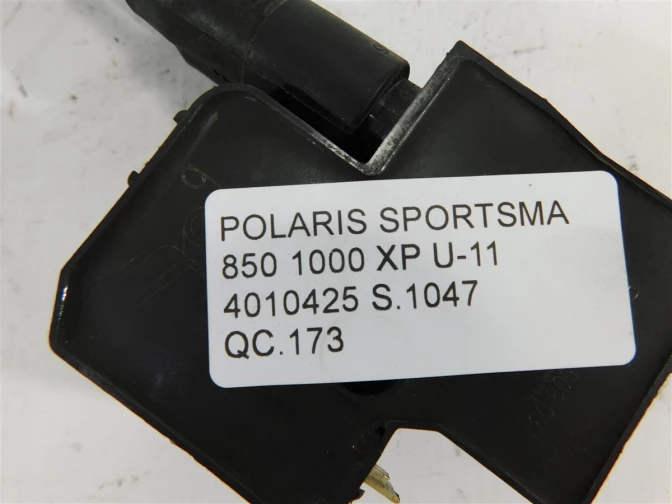 POLARIS SPORTSMA
850 1000 XP U-11
4010425 S.1047
QC.173